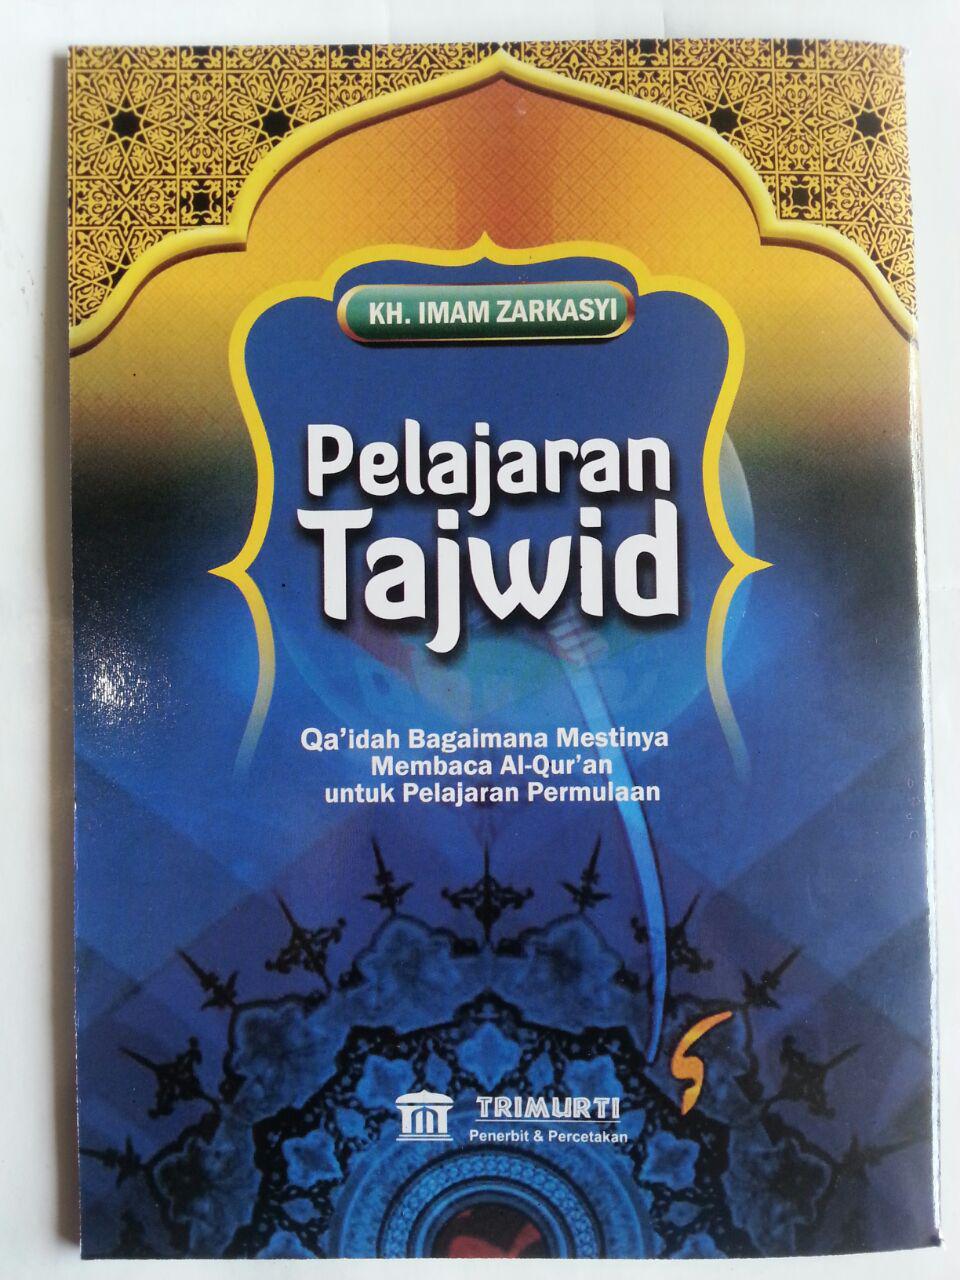 KH. IMAM ZARKASYI
Pelajaran
Tajwid
Qa'idah Bagaimana Mestinya
Membaca Al-Qur'an
untuk Pelajaran Permulaan
TRIMURTI
Penerbit & Percetakan